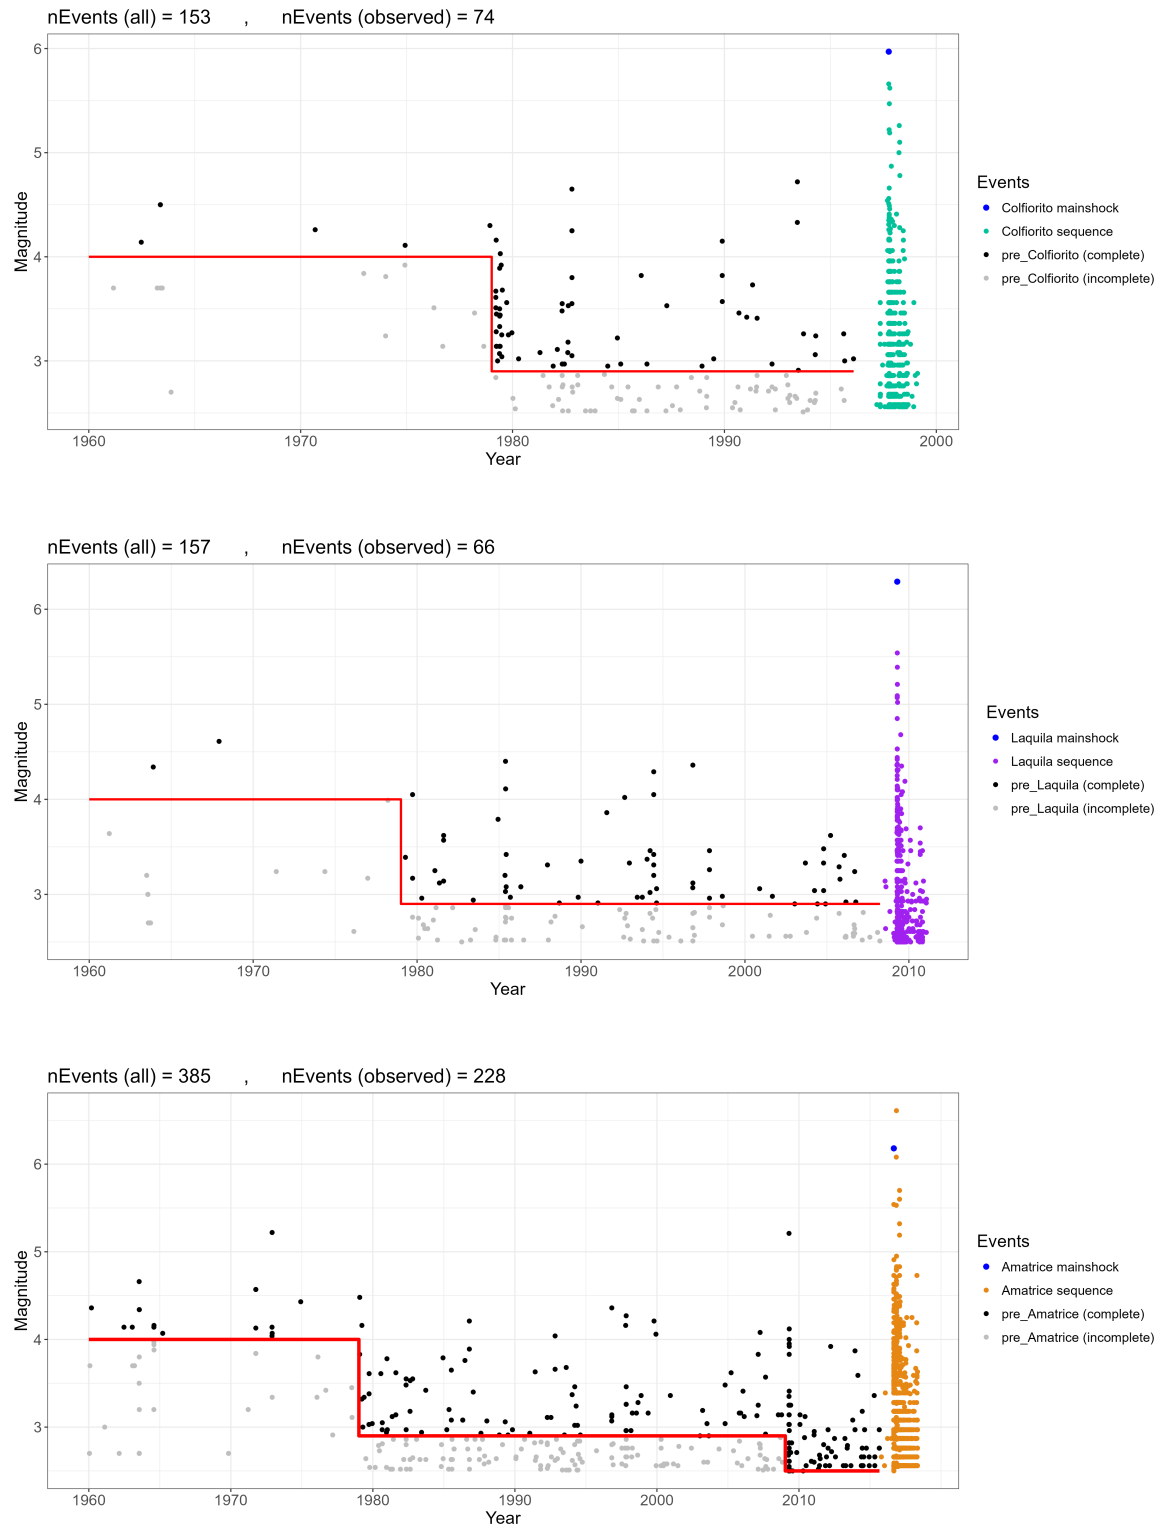 nEvents (all) = 153 , nEvents (observed) = 74
6
5
4
3
Magnitude
1960 1970 1980 1990 2000
Year
Events
Colfiorito mainshock
Colfiorito sequence
pre_Colfiorito (complete)
pre_Colfiorito (incomplete)
nEvents (all) = 157 , nEvents (observed) = 66
6
5
4
3
Magnitude
1960 1970 1980 1990 2000 2010
Year
Events
Laquila mainshock
Laquila sequence
pre_Laquila (complete)
pre_Laquila (incomplete)
nEvents (all) = 385 , nEvents (observed) = 228
6
5
4
3
Magnitude
1960 1970 1980 1990 2000 2010
Year
Events
Amatrice mainshock
Amatrice sequence
pre_Amatrice (complete)
pre_Amatrice (incomplete)